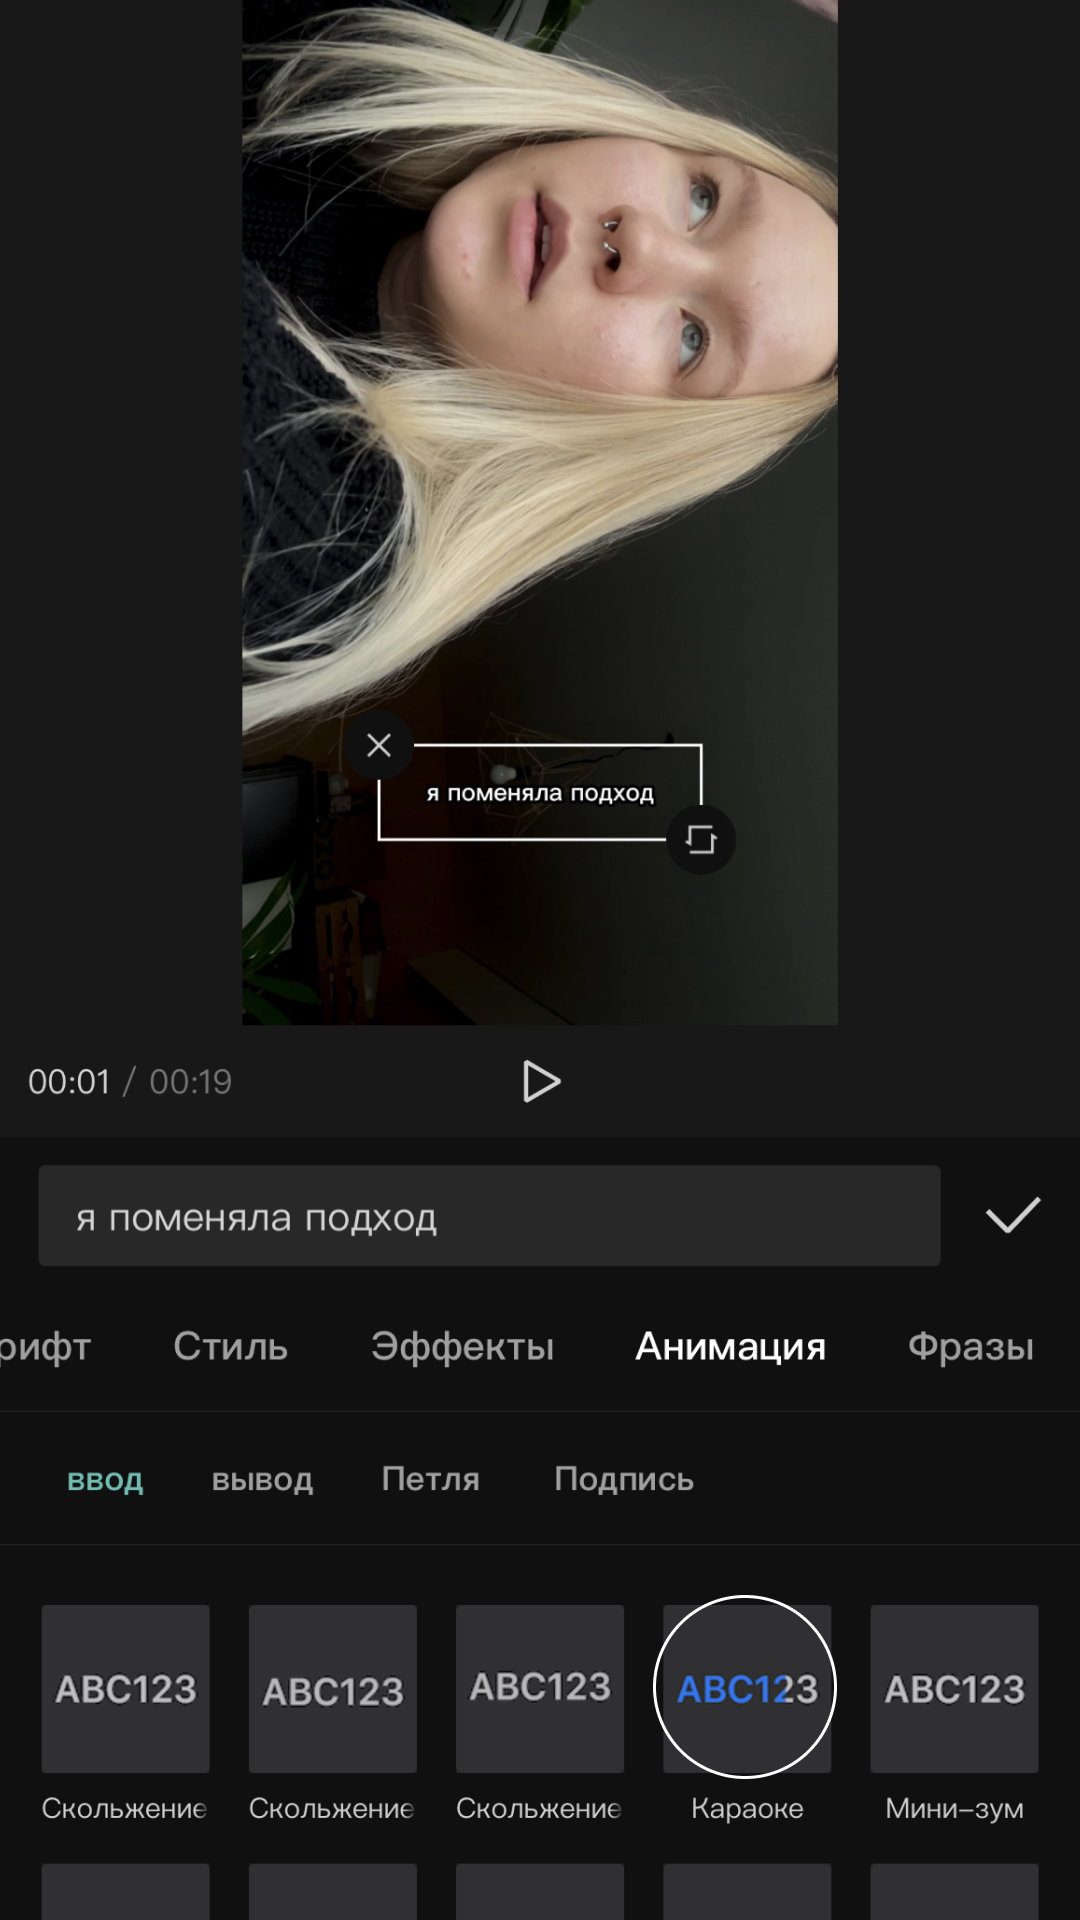 я поменяла подход
00:01 / 00:19
я поменяла подход
рифт Стиль Эффекты Анимация Фразы
ввод вывод Петля Подпись
ABC123 ABC123 ABC123 ABC123 ABC123
Скольжение Скольжение Скольжение Караоке Мини-зум